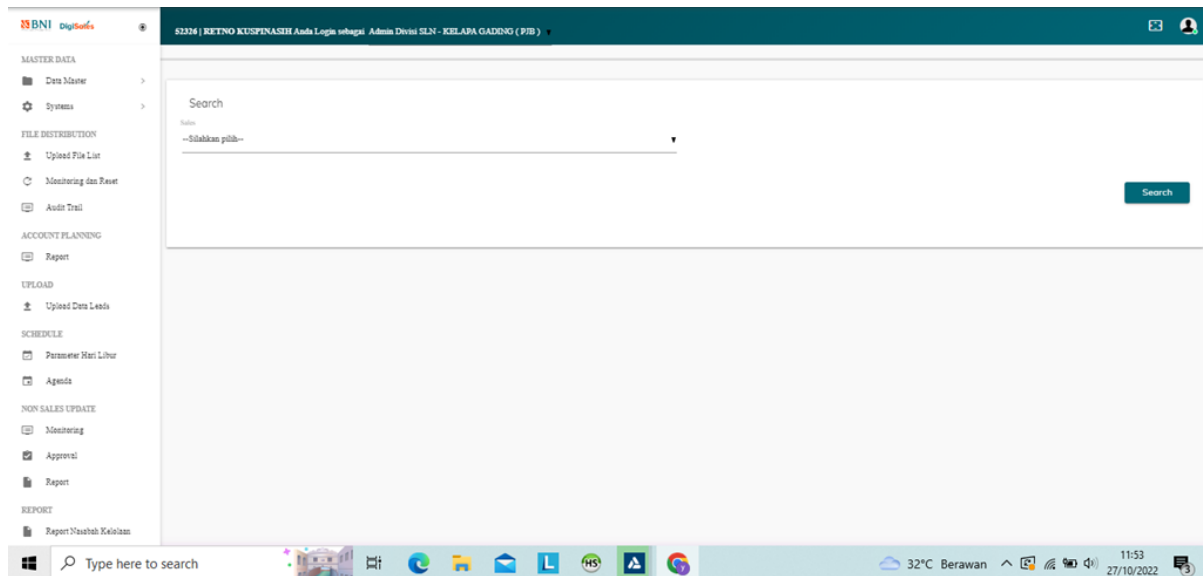 BNI DigiSales
52326 | RETNO KUSPINASIH Anda Login sebagai Admin Divisi SLN - KELAPA GADING ( PJB )
MASTER DATA
Data Master
Systems
FILE DISTRIBUTION
Upload File List
Monitoring dan Reset
Audit Trail
ACCOUNT PLANNING
Report
UPLOAD
Upload Data Leads
SCHEDULE
Parameter Hari Libur
Agenda
NON SALES UPDATE
Monitoring
Approval
Report
REPORT
Report Nasabah Kelolaan
Search
Sales
--Silahkan pilih--
Search
Type here to search
L
HS
32°C Berawan
11:53
27/10/2022
3